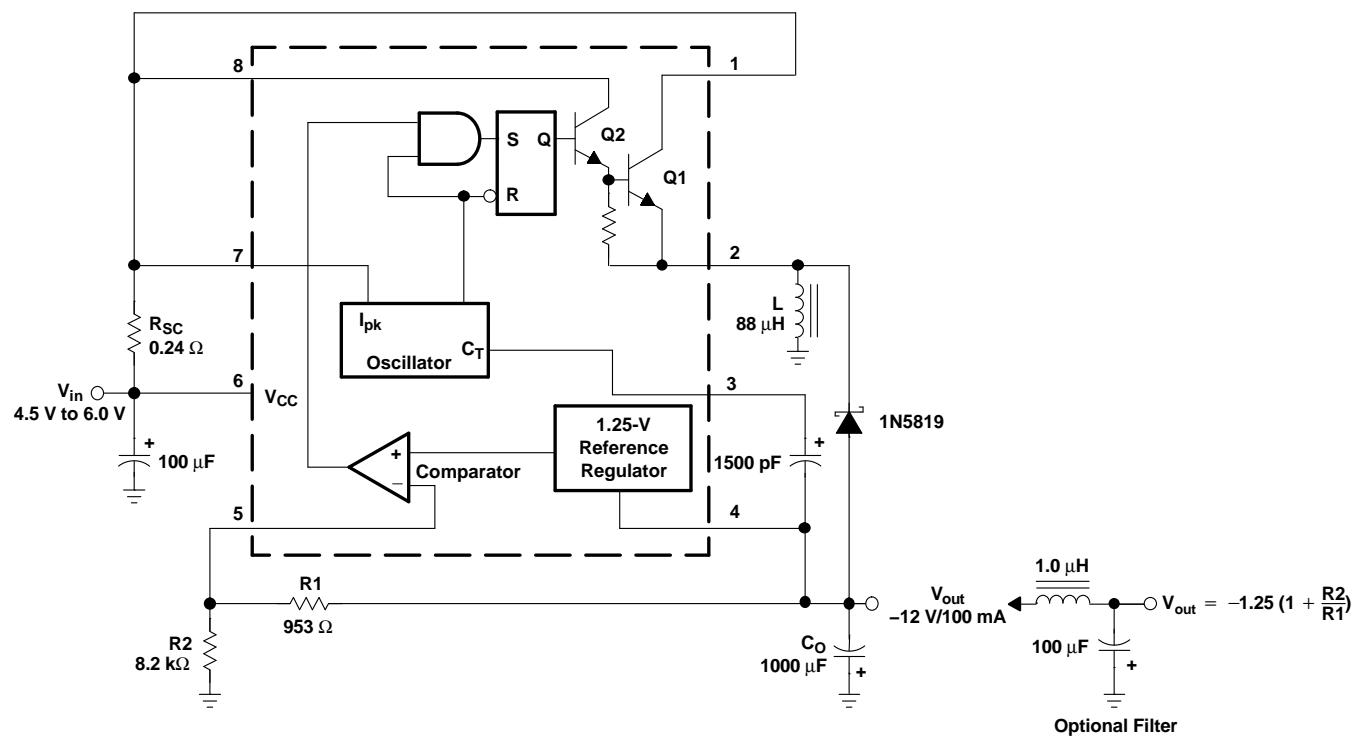 8
1
S
Q
Q2
R
Q1
7
2
Ipk
CT
Oscillator
L
88 μH
RSC
0.24 Ω
6
3
Vin
4.5 V to 6.0 V
VCC
1N5819
1.25-V
Reference
Regulator
+
100 μF
+
−
Comparator
+
1500 pF
5
4
R1
953 Ω
R2
8.2 kΩ
Vout
−12 V/100 mA
1.0 μH
Vout = −1.25 (1 + R2/R1)
CO
1000 μF
+
100 μF
+
Optional Filter